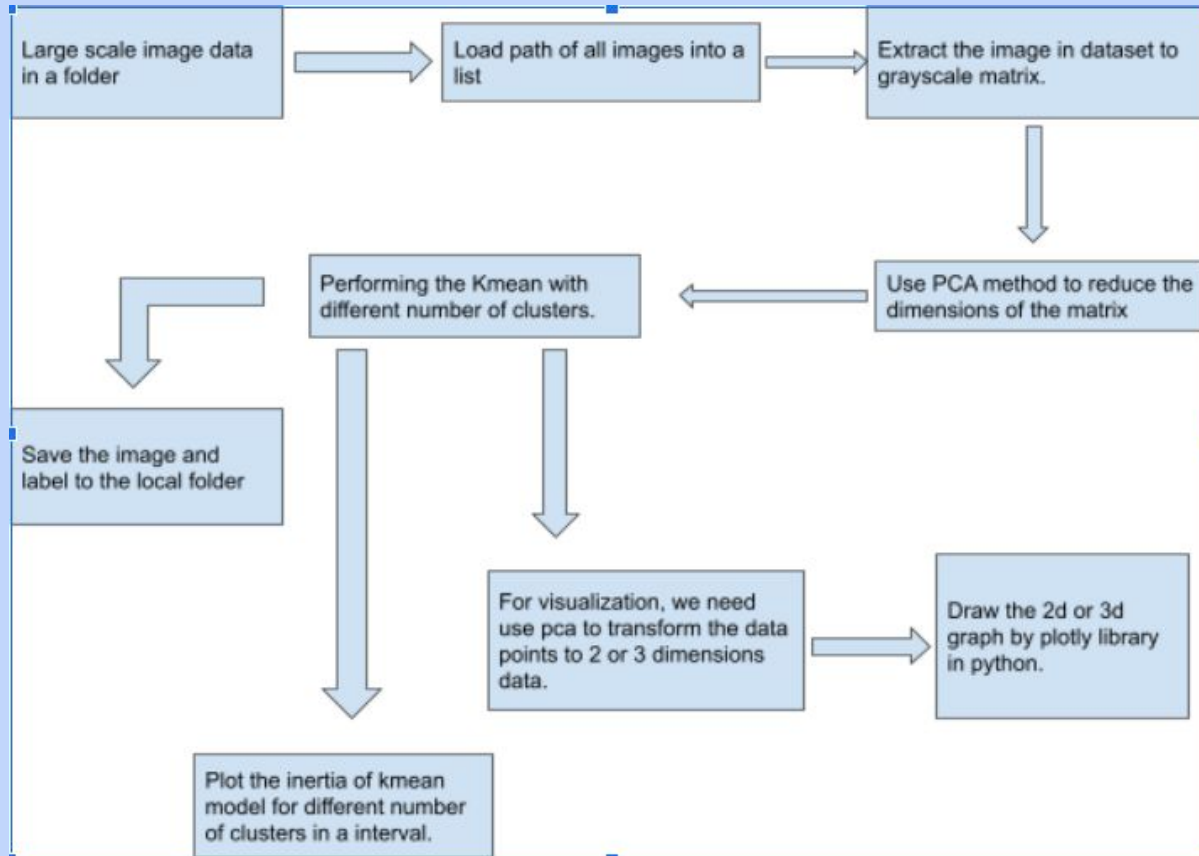 Large scale image data
in a folder
Load path of all images into a
list
Extract the image in dataset to
grayscale matrix.
Use PCA method to reduce the
dimensions of the matrix
Performing the Kmean with
different number of clusters.
Save the image and
label to the local folder
For visualization, we need
use pca to transform the data
points to 2 or 3 dimensions
data.
Draw the 2d or 3d
graph by plotly library
in python.
Plot the inertia of kmean
model for different number
of clusters in a interval.